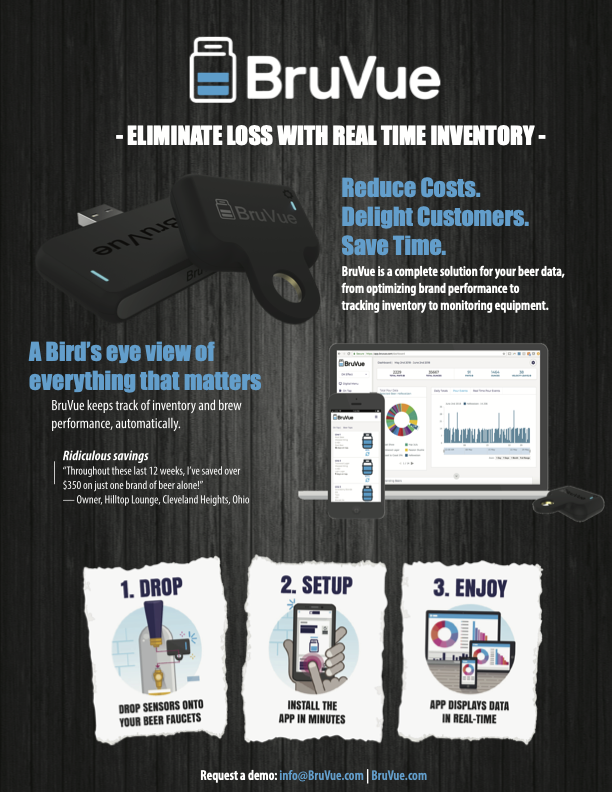 BruVue
- ELIMINATE LOSS WITH REAL TIME INVENTORY -
BruVue
BruVue
Bru
Reduce Costs.
Delight Customers.
Save Time.
BruVue is a complete solution for your beer data,
from optimizing brand performance to
tracking inventory to monitoring equipment.
A Bird's eye view of
everything that matters
BruVue keeps track of inventory and brew
performance, automatically.
Ridiculous savings
“Throughout these last 12 weeks, I've saved over
$350 on just one brand of beer alone!”
— Owner, Hilltop Lounge, Cleveland Heights, Ohio
BruVue
BruVue
1. DROP
DROP SENSORS ONTO
YOUR BEER FAUCETS
2. SETUP
INSTALL THE
APP IN MINUTES
3. ENJOY
APP DISPLAYS DATA
IN REAL-TIME
Request a demo: info@BruVue.com | BruVue.com